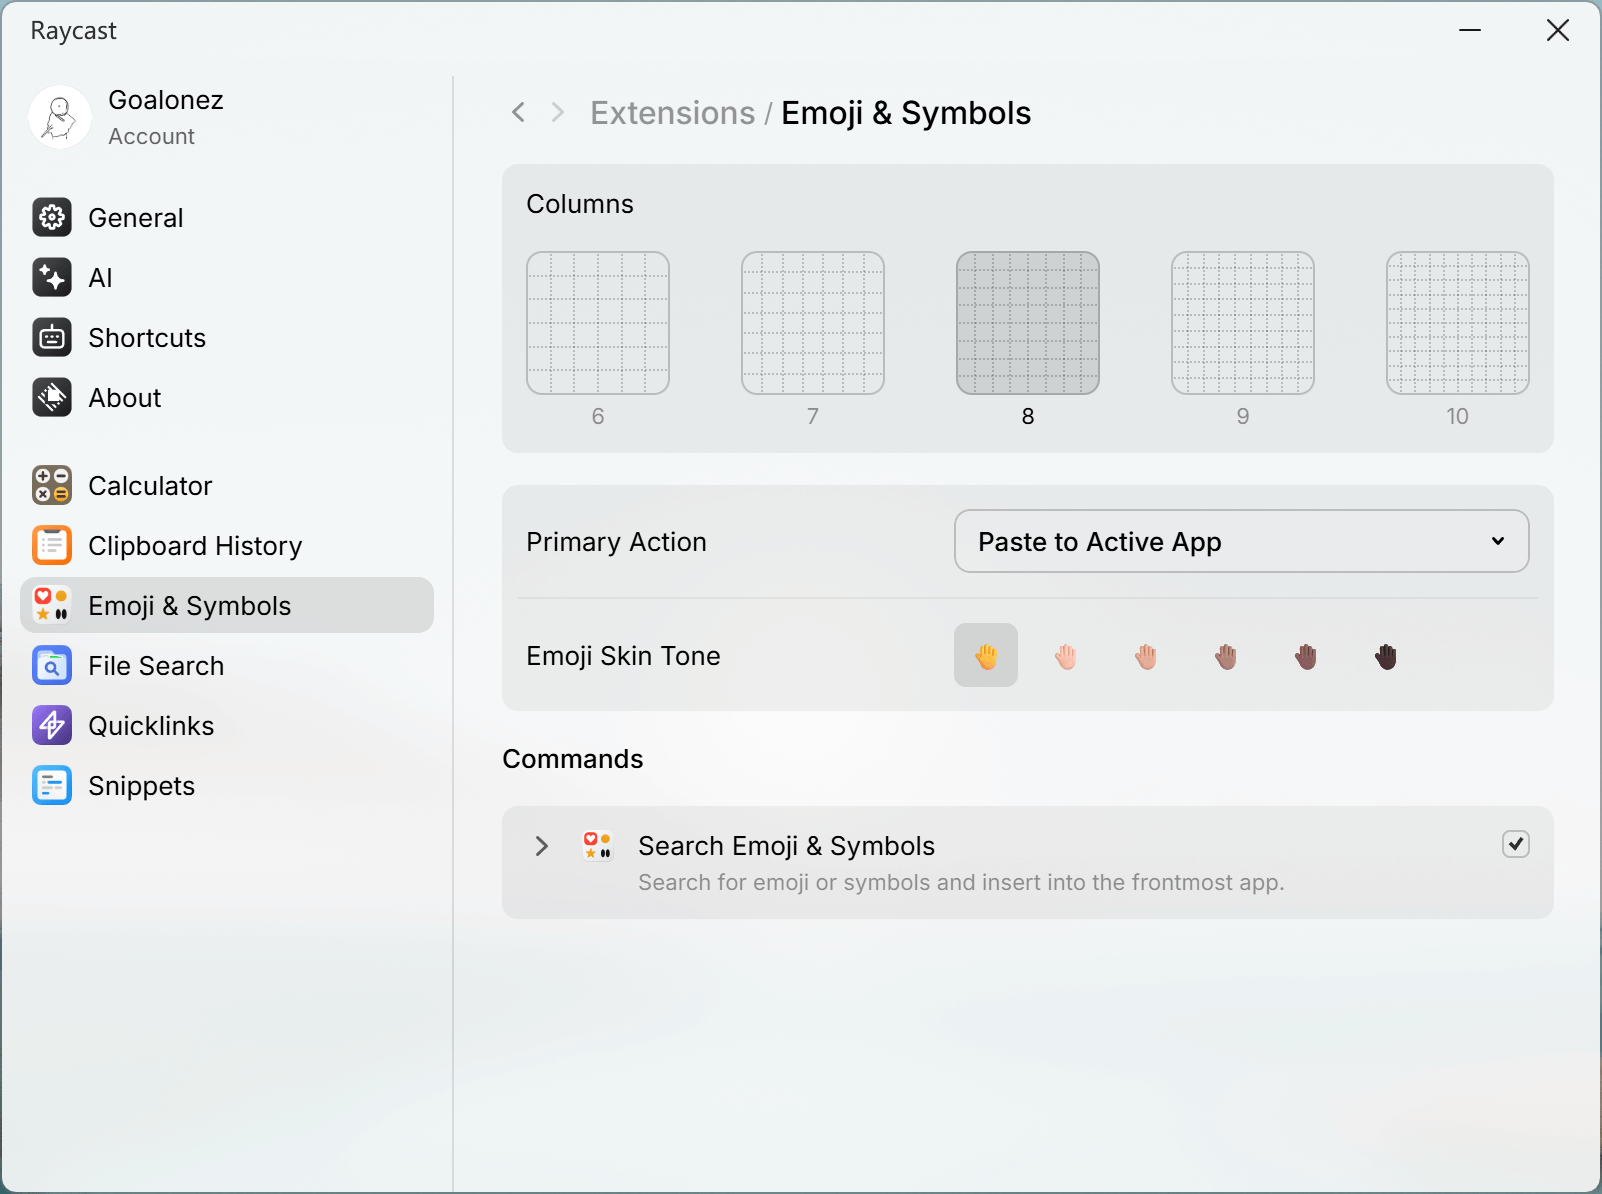 Raycast
Goalonez
Account
General
AI
Shortcuts
About
Calculator
Clipboard History
Emoji & Symbols
File Search
Quicklinks
Snippets
Extensions / Emoji & Symbols
Columns
6 7 8 9 10
Primary Action Paste to Active App
Emoji Skin Tone
Commands
Search Emoji & Symbols
Search for emoji or symbols and insert into the frontmost app.